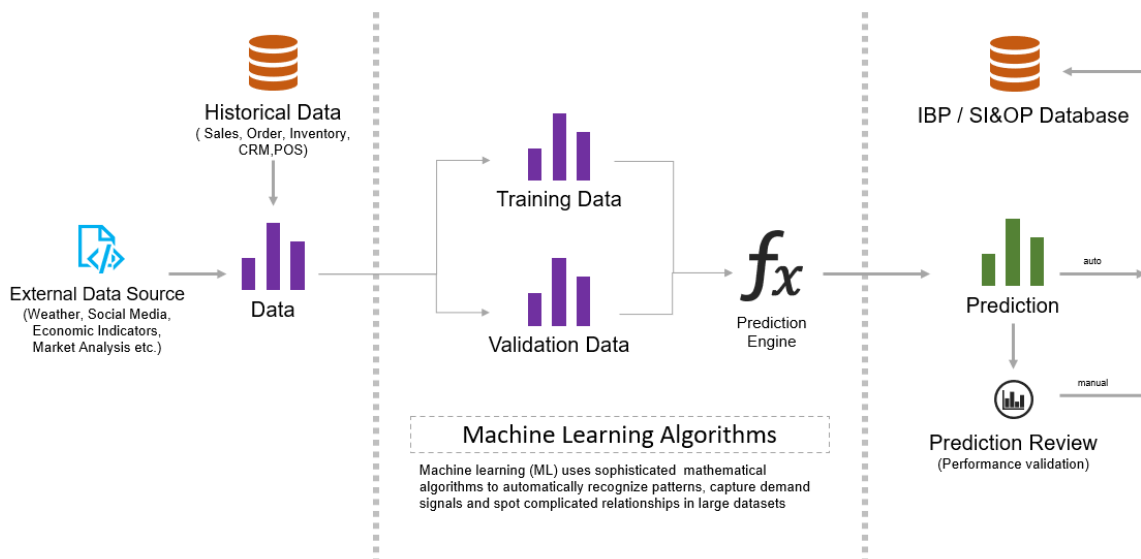 Historical Data
( Sales, Order, Inventory,
CRM,POS)
External Data Source
(Weather, Social Media,
Economic Indicators,
Market Analysis etc.)
Data
Training Data
Validation Data
fx
Prediction
Engine
Machine Learning Algorithms
Machine learning (ML) uses sophisticated mathematical
algorithms to automatically recognize patterns, capture demand
signals and spot complicated relationships in large datasets
IBP / SI&OP Database
Prediction
auto
manual
Prediction Review
(Performance validation)